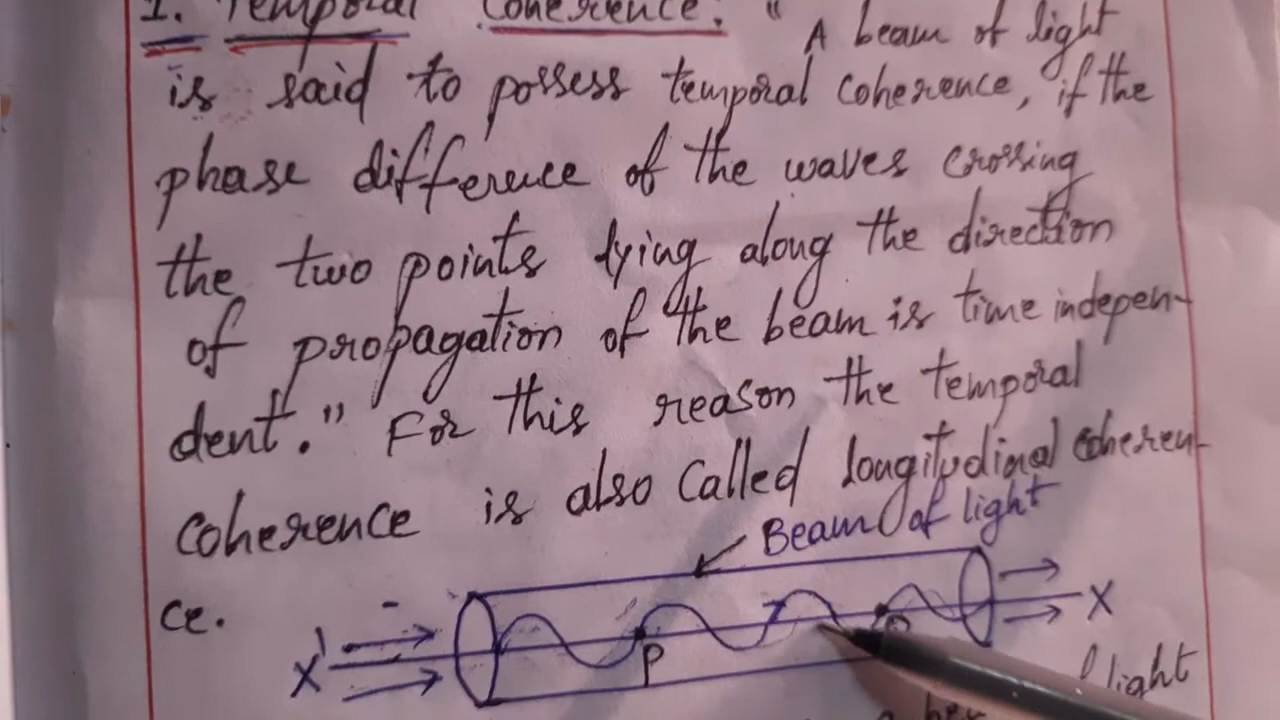 1. Temporal Coherence: " A beam of light
is said to possess temporal coherence, if the
phase difference of the waves crossing
the two points lying along the direction
of propagation of the beam is time indepen-
dent." For this reason the temporal
coherence is also called longitudinal coheren-
ce.
Beam of light
X'
P
X
light